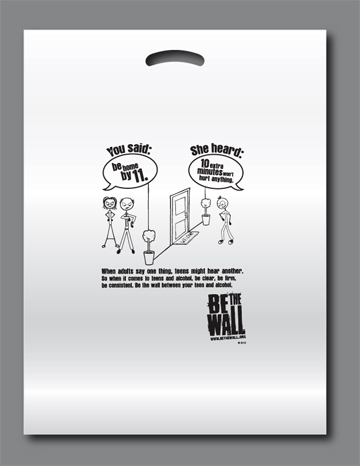 You said:
be home
by 11.
She heard:
10 extra
minutes won't
hurt anything.
When adults say one thing, teens might hear another.
So when it comes to teens and alcohol, be clear, be firm,
be consistent. Be the wall between your teen and alcohol.
BE THE
WALL
WWW.BETHEWALL.ORG